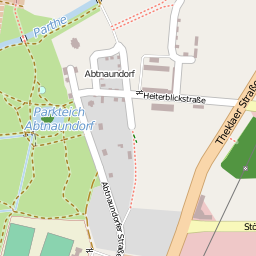 Parthe
Abtnaundorf
Heiterblickstraße
Theklaer Straße
Parkteich
Abtnaundorf
Abtnaundorfer Straße
Stö